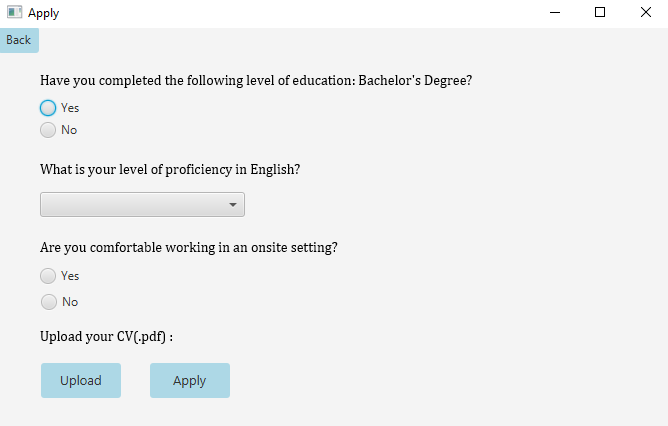 Apply
Back
Have you completed the following level of education: Bachelor's Degree?
Yes
No
What is your level of proficiency in English?
Are you comfortable working in an onsite setting?
Yes
No
Upload your CV(.pdf) :
Upload Apply